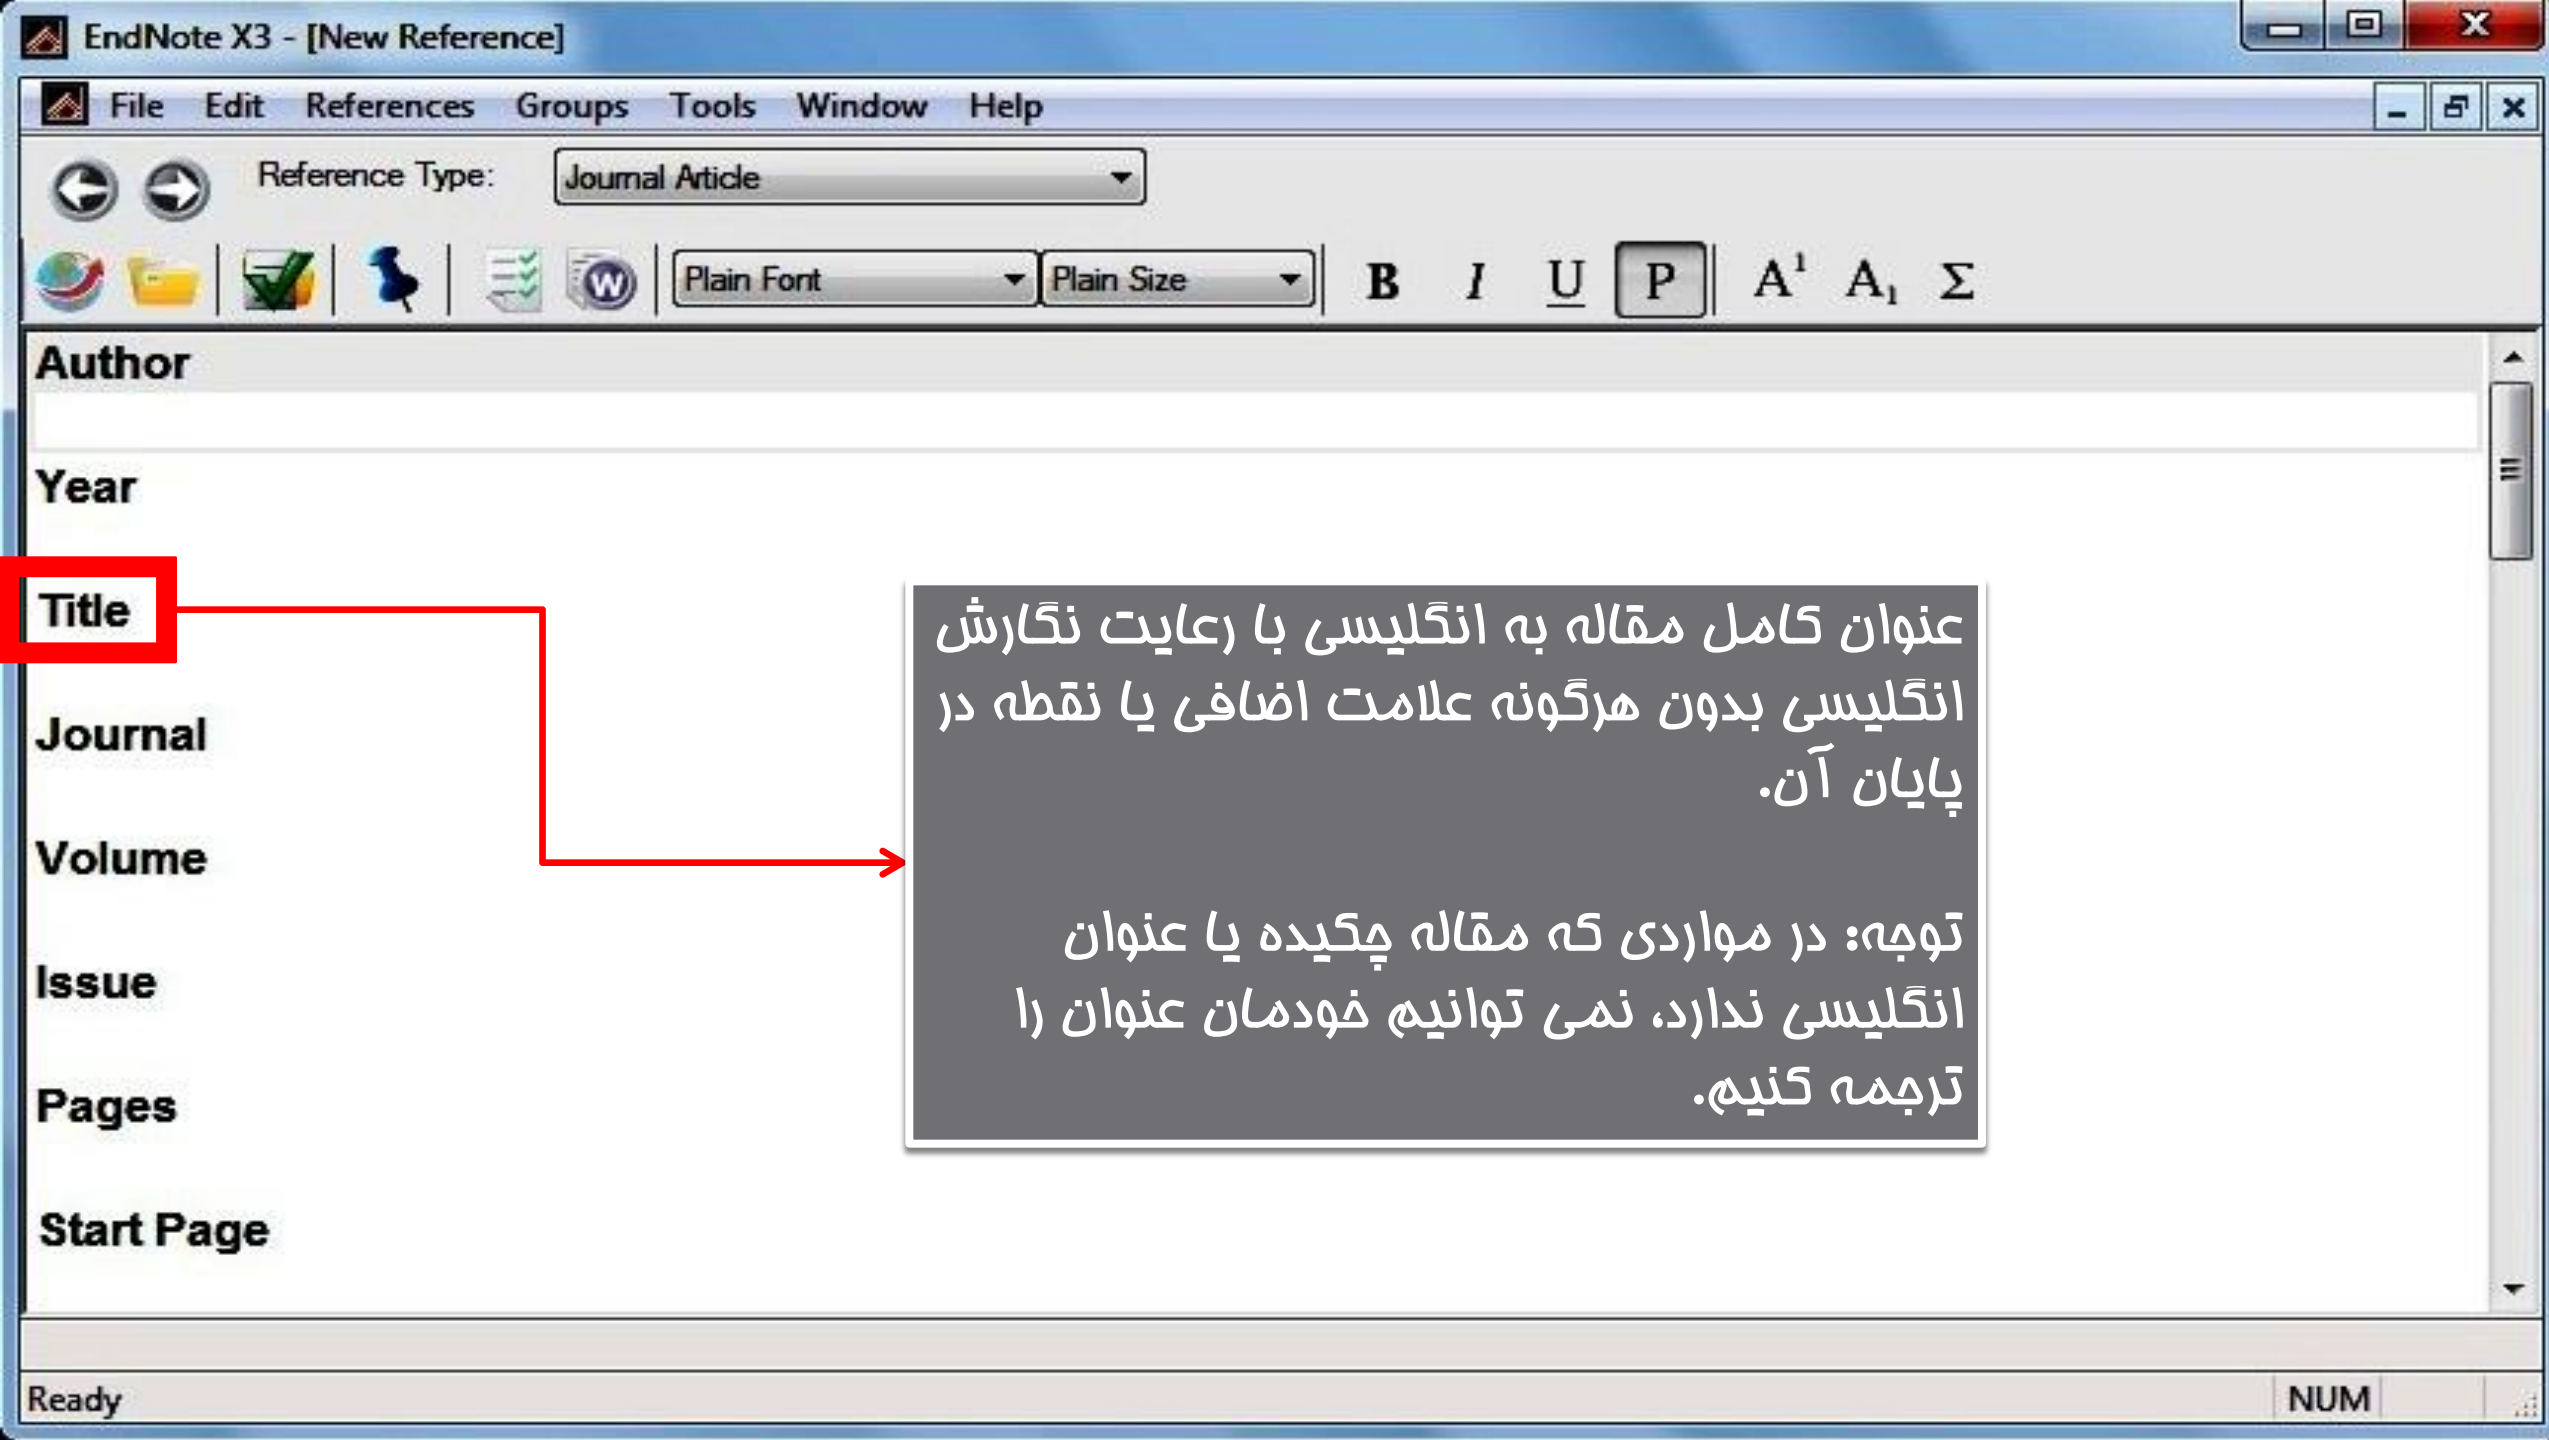 EndNote X3 - [New Reference]
File Edit References Groups Tools Window Help
Reference Type: Journal Article
Plain Font Plain Size B I U P A¹ A₁ Σ
Author
Year
Title
Journal
Volume
Issue
Pages
Start Page
عنوان کامل مقاله به انگلیسی با رعایت نگارش
انگلیسی بدون هرگونه علامت اضافی یا نقطه در
پایان آن.
توجه: در مواردی که مقاله چکیده یا عنوان
انگلیسی ندارد، نمی توانیم خودمان عنوان را
ترجمه کنیم.
Ready NUM